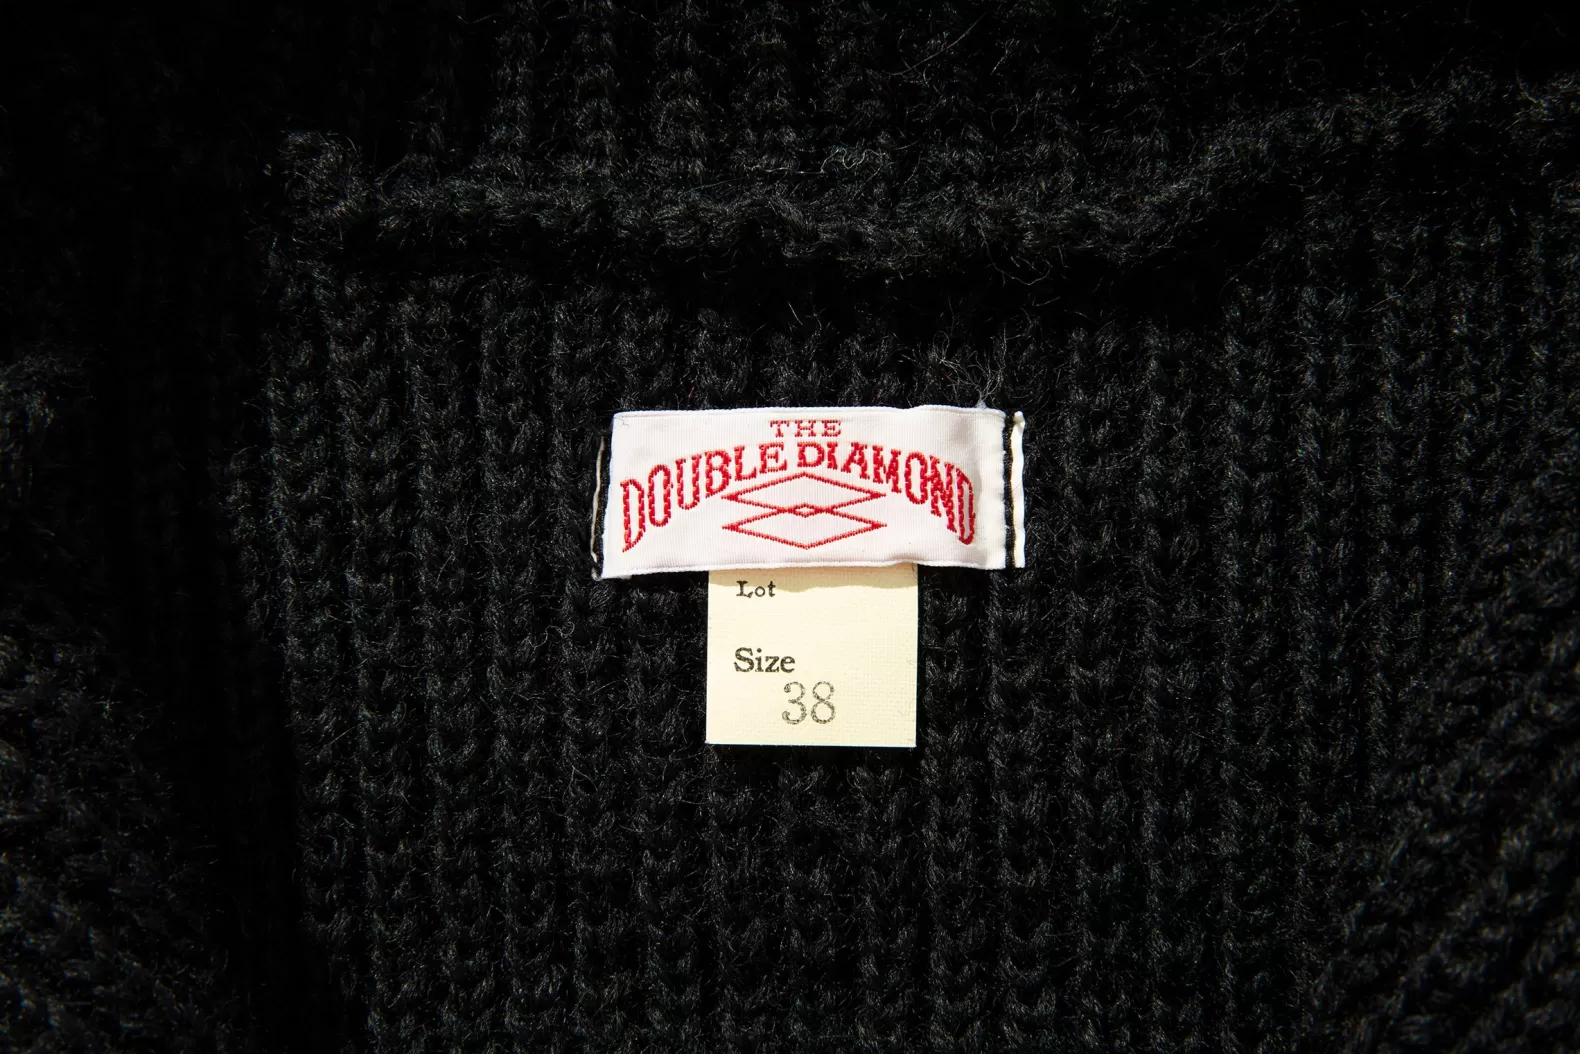 THE
DOUBLE DIAMOND
Lot
Size
38